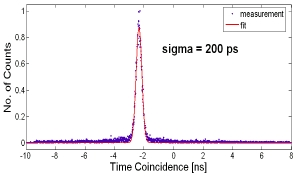 measurement
fit
sigma = 200 ps
No. of Counts
1
0.8
0.6
0.4
0.2
0
-10 -8 -6 -4 -2 0 2 4 6 8
Time Coincidence [ns]